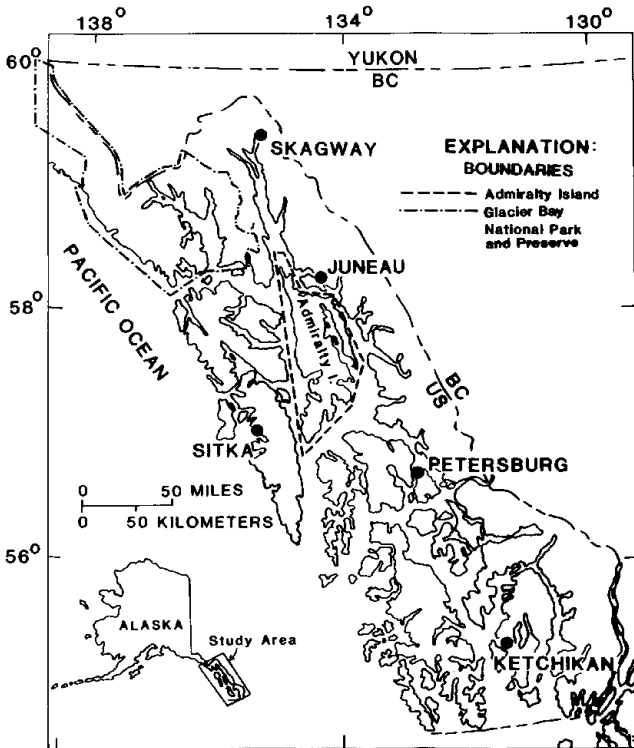 138° 134° 130°
60°
YUKON
BC
SKAGWAY
EXPLANATION:
BOUNDARIES
Admiralty Island
Glacier Bay
National Park
and Preserve
PACIFIC OCEAN
JUNEAU
58°
Admiralty I
BC
US
SITKA
PETERSBURG
0 50 MILES
0 50 KILOMETERS
56°
ALASKA
Study Area
KETCHIKAN